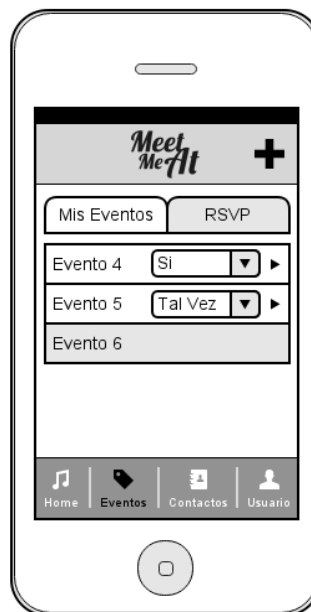 Meet
Me At
Mis Eventos RSVP
Evento 4 Si
Evento 5 Tal Vez
Evento 6
Home Eventos Contactos Usuario